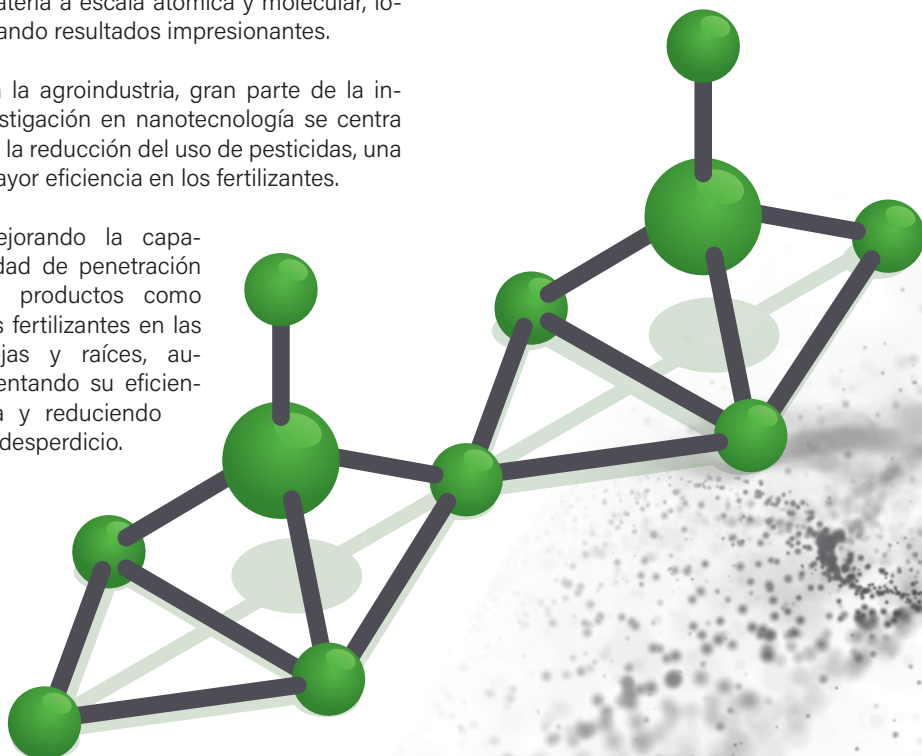 ateria a escala atómica y molecular, lo-
ando resultados impresionantes.
la agroindustria, gran parte de la in-
stigación en nanotecnología se centra
la reducción del uso de pesticidas, una
ayor eficiencia en los fertilizantes.
ejorando la capa-
dad de penetración
productos como
s fertilizantes en las
ojas y raíces, au-
entando su eficien-
a y reduciendo
desperdicio.